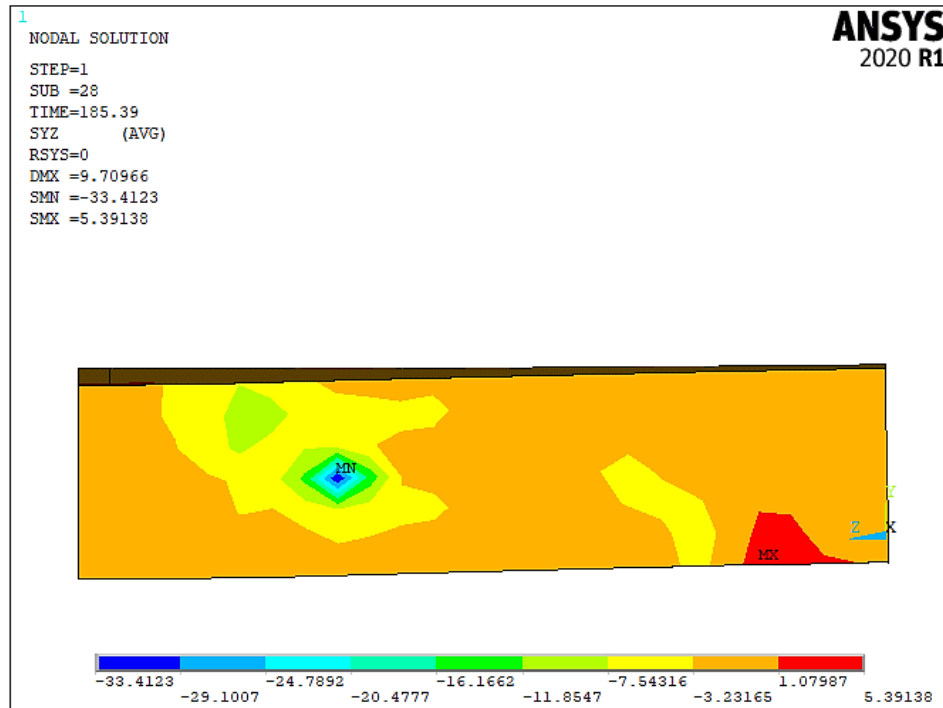 1
NODAL SOLUTION
STEP=1
SUB =28
TIME=185.39
SYZ (AVG)
RSYS=0
DMX =9.70966
SMN =-33.4123
SMX =5.39138
ANSYS
2020 R1
MN
Y
Z X
MX
-33.4123 -24.7892 -16.1662 -7.54316 1.07987
-29.1007 -20.4777 -11.8547 -3.23165 5.39138